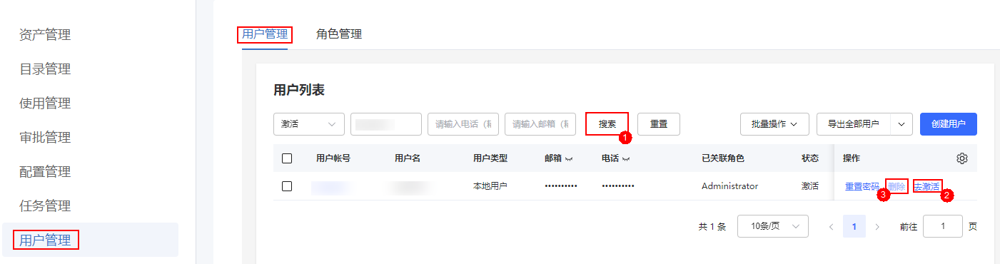 资产管理
目录管理
使用管理
审批管理
配置管理
任务管理
用户管理
用户管理 角色管理
用户列表
激活 请输入电话（精 请输入邮箱（精 搜索 重置 批量操作 导出全部用户 创建用户
1
用户帐号 用户名 用户类型 邮箱 电话 已关联角色 状态 操作
本地用户 •••••••••• •••••••••• Administrator 激活 重置密码 删除 去激活
3 2
共 1 条 10条/页 1 前往 1 页